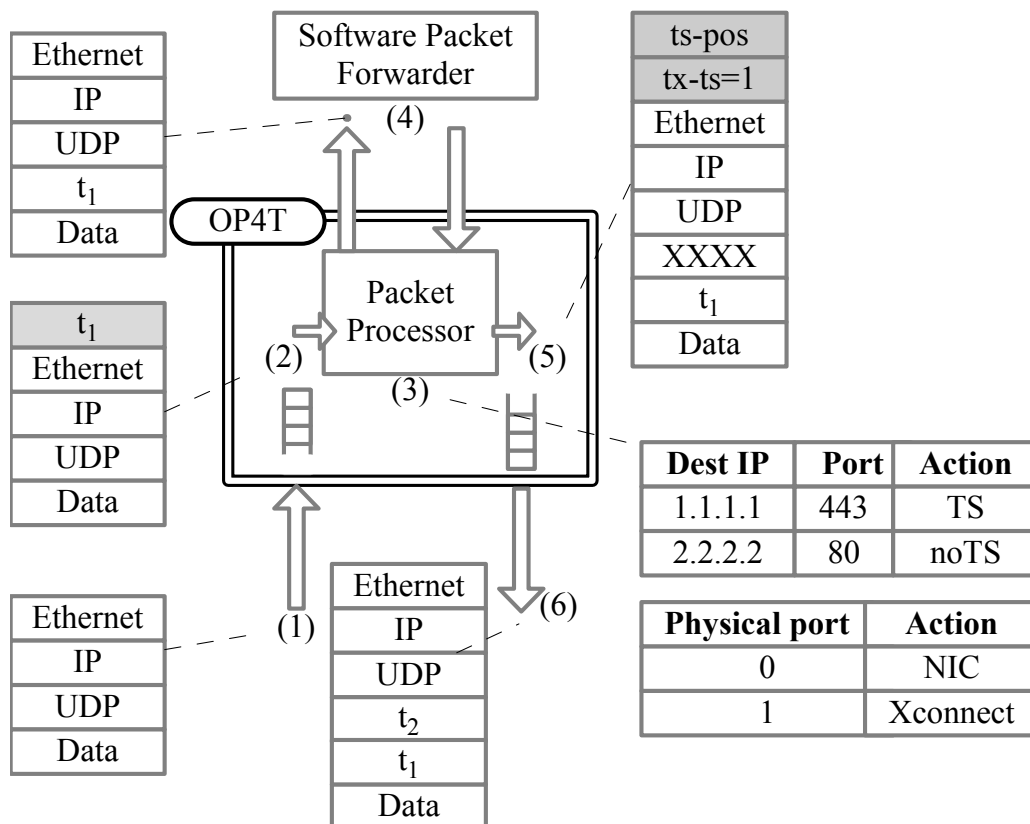 Ethernet
IP
UDP
t₁
Data
Software Packet
Forwarder
(4)
ts-pos
tx-ts=1
Ethernet
IP
UDP
XXXX
t₁
Data
OP4T
Packet
Processor
(2)
(5)
(3)
t₁
Ethernet
IP
UDP
Data
Dest IP Port Action
1.1.1.1 443 TS
2.2.2.2 80 noTS
Physical port Action
0 NIC
1 Xconnect
Ethernet
IP
UDP
Data
(1)
Ethernet
IP
UDP
t₂
t₁
Data
(6)